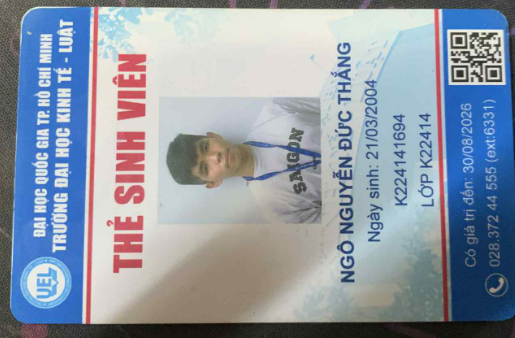 ĐẠI HỌC QUỐC GIA TP. HỒ CHÍ MINH
TRƯỜNG ĐẠI HỌC KINH TẾ - LUẬT
UEL
THẺ SINH VIÊN
SAIGON
NGÔ NGUYỄN ĐỨC THẮNG
Ngày sinh: 21/03/2004
K224141694
LỚP K22414
Có giá trị đến: 30/08/2026
028.372 44 555 (ext:6331)